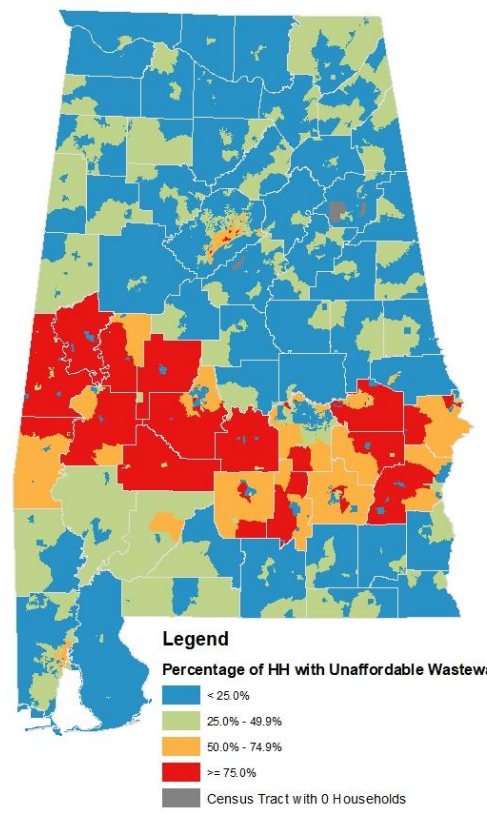 Legend
Percentage of HH with Unaffordable Wastewa
< 25.0%
25.0% - 49.9%
50.0% - 74.9%
>= 75.0%
Census Tract with 0 Households